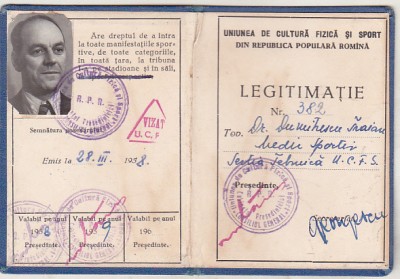 Are dreptul de a intra
la toate manifestațiile spor-
tive, de toate categoriile,
în toată țara, la tribuna
pe stadioane și în săli,
R.P.R.
VIZAT
U.C.F
Semnătura
Emis la 28. III. 1958.
Valabil pe anul
1958
Președinte,
Valabil pe anul
1959
Președinte,
Valabil pe anul
196
Președinte,
UNIUNEA DE CULTURĂ FIZICĂ ȘI SPORT
DIN REPUBLICA POPULARĂ ROMÎNĂ
LEGITIMAȚIE
Nr. 382
Tov. Dr. Dumitrescu Traian
Medic sportiv
Secția tehnică U.C.F.S.
Președinte,